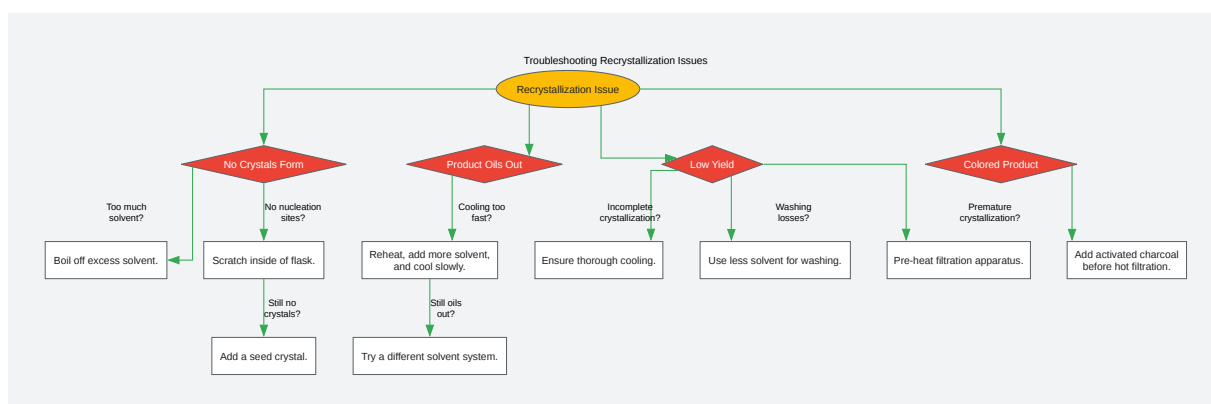 Troubleshooting Recrystallization Issues
Recrystallization Issue
No Crystals Form
Product Oils Out
Low Yield
Colored Product
Too much
solvent?
No nucleation
sites?
Cooling too
fast?
Incomplete
crystallization?
Washing
losses?
Premature
crystallization?
Boil off excess solvent.
Scratch inside of flask.
Reheat, add more solvent,
and cool slowly.
Ensure thorough cooling.
Use less solvent for washing.
Pre-heat filtration apparatus.
Add activated charcoal
before hot filtration.
Still no
crystals?
Still oils
out?
Add a seed crystal.
Try a different solvent system.